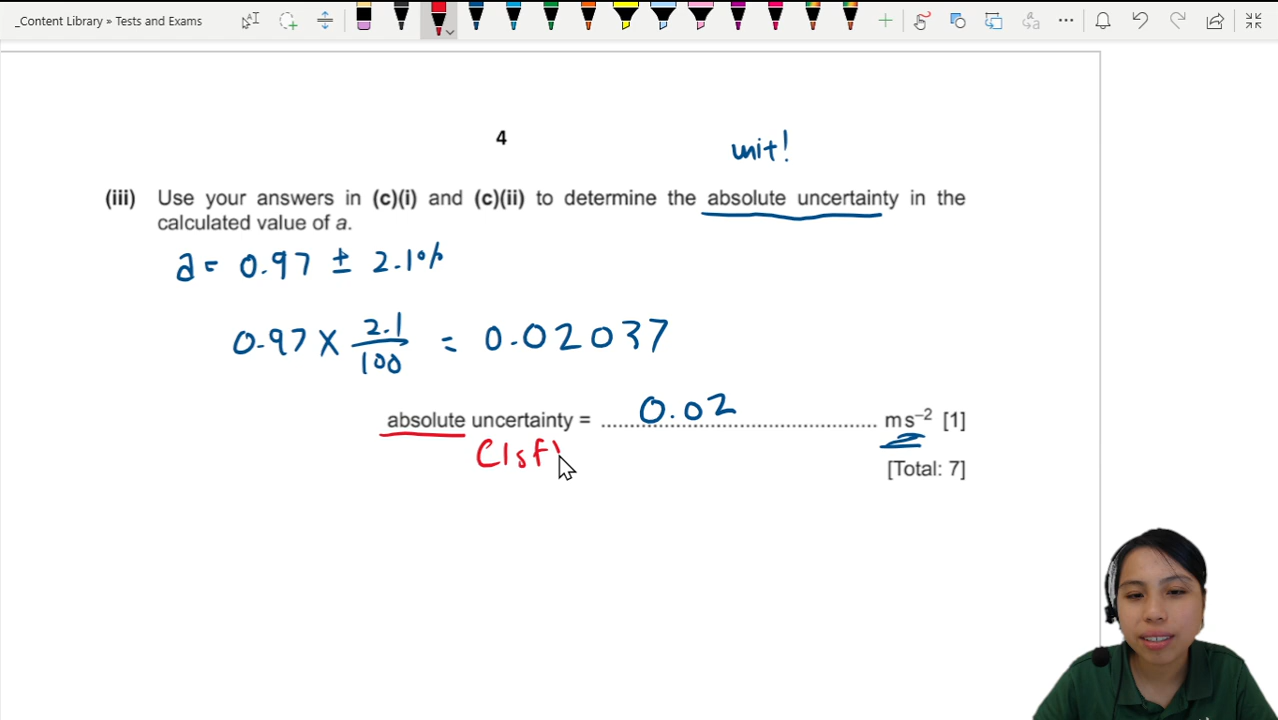 _Content Library » Tests and Exams
4
unit!
(iii) Use your answers in (c)(i) and (c)(ii) to determine the absolute uncertainty in the
calculated value of a.
a = 0.97 ± 2.1%
0.97 × 2.1/100 = 0.02037
absolute uncertainty = ........ 0.02 ........ m s⁻² [1]
(1sf)
[Total: 7]